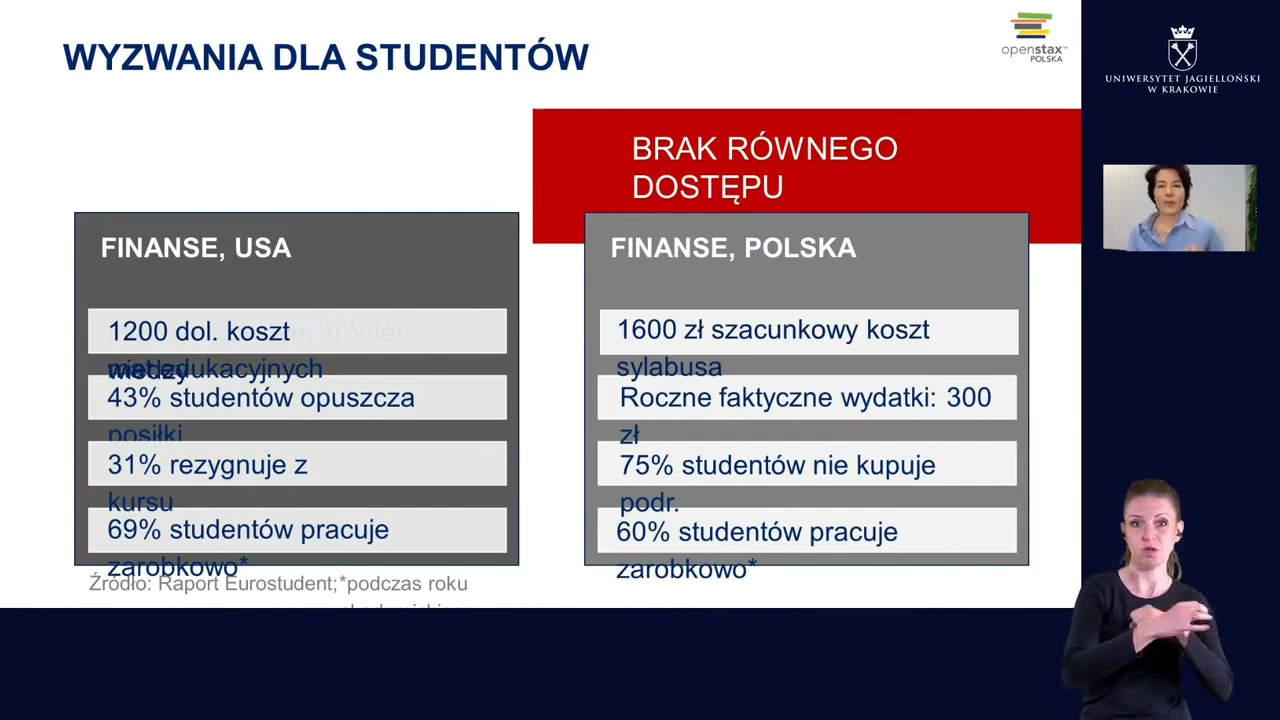 WYZWANIA DLA STUDENTÓW
openstax™
POLSKA
UNIWERSYTET JAGIELLOŃSKI
W KRAKOWIE
BRAK RÓWNEGO
DOSTĘPU
FINANSE, USA
1200 dol. koszt
edukacyjnych
43% studentów opuszcza
posiłki
31% rezygnuje z
kursu
69% studentów pracuje
zarobkowo*
FINANSE, POLSKA
1600 zł szacunkowy koszt
sylabusa
Roczne faktyczne wydatki: 300
zł
75% studentów nie kupuje
podr.
60% studentów pracuje
zarobkowo*
Źródło: Raport Eurostudent;*podczas roku